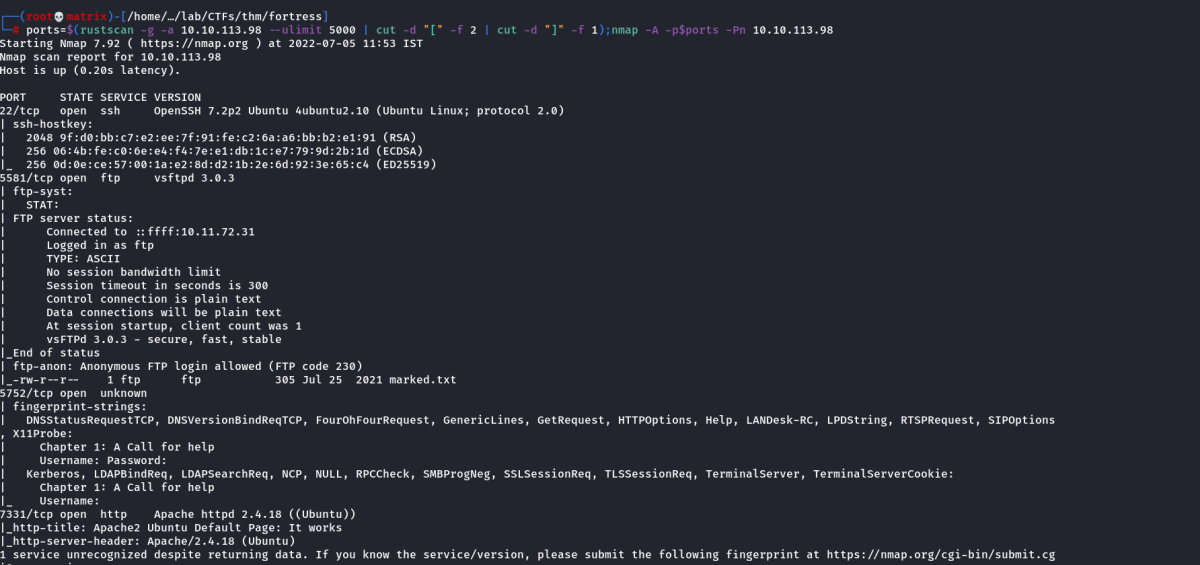 ┌──(root💀matrix)-[/home/…/lab/CTFs/thm/fortress]
└─# ports=$(rustscan -g -a 10.10.113.98 --ulimit 5000 | cut -d "[" -f 2 | cut -d "]" -f 1);nmap -A -p$ports -Pn 10.10.113.98
Starting Nmap 7.92 ( https://nmap.org ) at 2022-07-05 11:53 IST
Nmap scan report for 10.10.113.98
Host is up (0.20s latency).
PORT     STATE SERVICE VERSION
22/tcp   open  ssh     OpenSSH 7.2p2 Ubuntu 4ubuntu2.10 (Ubuntu Linux; protocol 2.0)
| ssh-hostkey:
|   2048 9f:d0:bb:c7:e2:ee:7f:91:fe:c2:6a:a6:bb:b2:e1:91 (RSA)
|   256 06:4b:fe:c0:6e:e4:f4:7e:e1:db:1c:e7:79:9d:2b:1d (ECDSA)
|_  256 0d:0e:ce:57:00:1a:e2:8d:d2:1b:2e:6d:92:3e:65:c4 (ED25519)
5581/tcp open  ftp     vsftpd 3.0.3
| ftp-syst:
|   STAT:
| FTP server status:
|      Connected to ::ffff:10.11.72.31
|      Logged in as ftp
|      TYPE: ASCII
|      No session bandwidth limit
|      Session timeout in seconds is 300
|      Control connection is plain text
|      Data connections will be plain text
|      At session startup, client count was 1
|      vsFTPd 3.0.3 - secure, fast, stable
|_End of status
| ftp-anon: Anonymous FTP login allowed (FTP code 230)
|_-rw-r--r--    1 ftp      ftp           305 Jul 25  2021 marked.txt
5752/tcp open  unknown
| fingerprint-strings:
|   DNSStatusRequestTCP, DNSVersionBindReqTCP, FourOhFourRequest, GenericLines, GetRequest, HTTPOptions, Help, LANDesk-RC, LPDString, RTSPRequest, SIPOptions
, X11Probe:
|     Chapter 1: A Call for help
|     Username: Password:
|   Kerberos, LDAPBindReq, LDAPSearchReq, NCP, NULL, RPCCheck, SMBProgNeg, SSLSessionReq, TLSSessionReq, TerminalServer, TerminalServerCookie:
|     Chapter 1: A Call for help
|_    Username:
7331/tcp open  http    Apache httpd 2.4.18 ((Ubuntu))
|_http-title: Apache2 Ubuntu Default Page: It works
|_http-server-header: Apache/2.4.18 (Ubuntu)
1 service unrecognized despite returning data. If you know the service/version, please submit the following fingerprint at https://nmap.org/cgi-bin/submit.cg